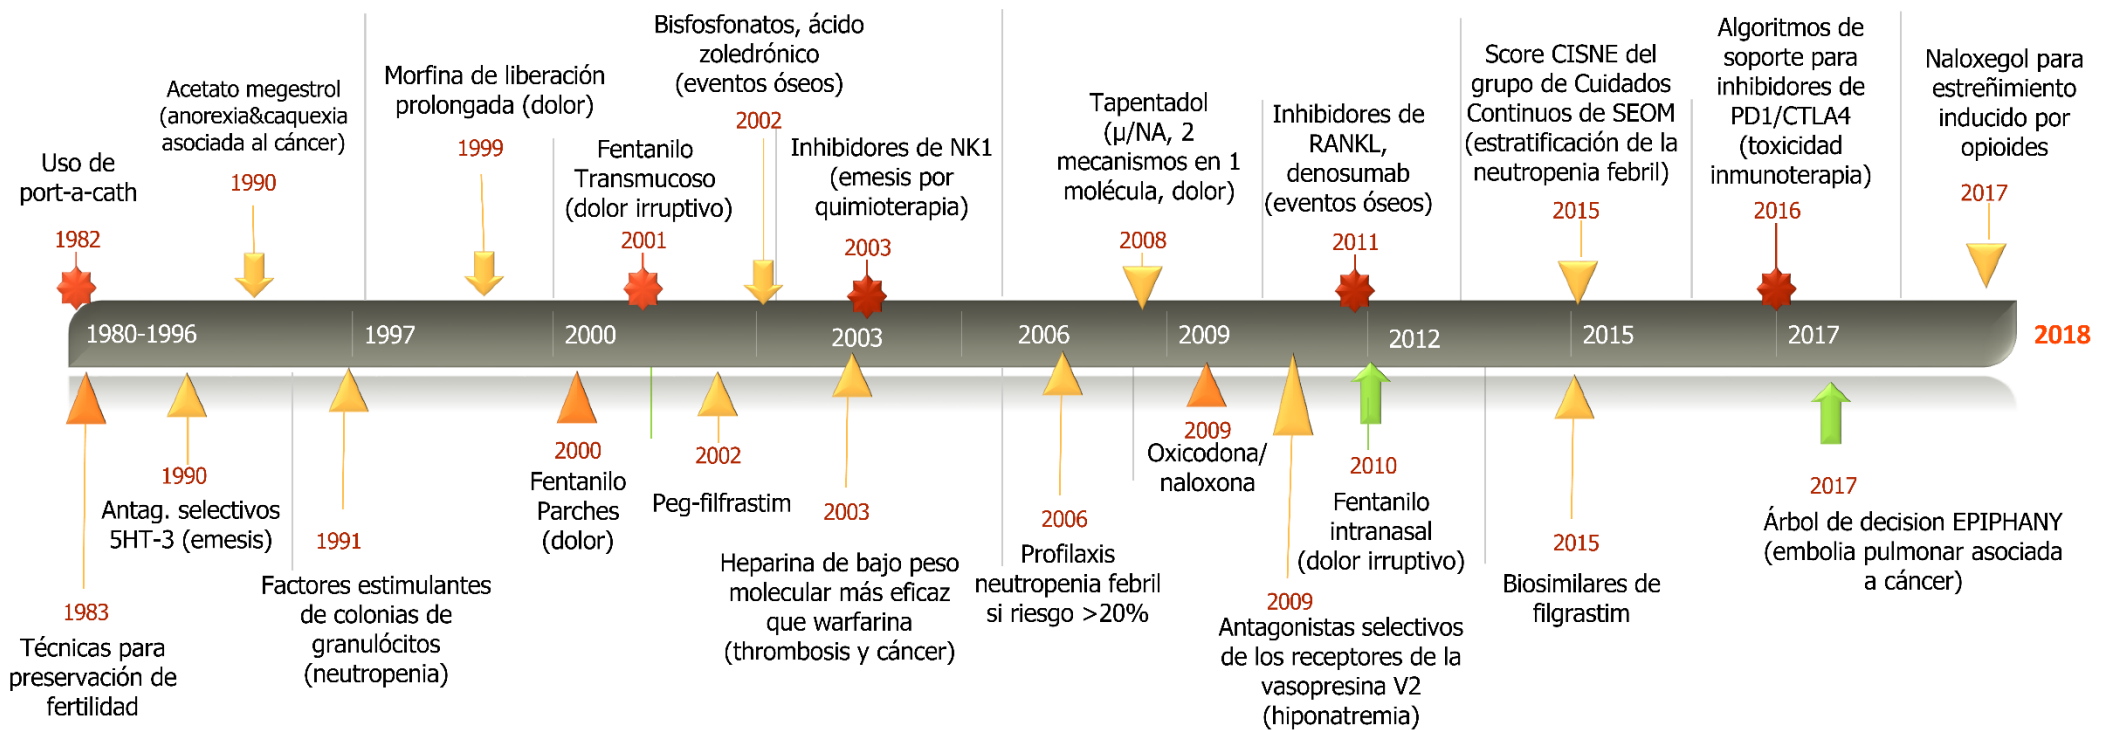 Uso de
port-a-cath
1982
Acetato megestrol
(anorexia&caquexia
asociada al cáncer)
1990
Morfina de liberación
prolongada (dolor)
1999
Fentanilo
Transmucoso
(dolor irruptivo)
2001
Bisfosfonatos, ácido
zoledrónico
(eventos óseos)
2002
Inhibidores de NK1
(emesis por
quimioterapia)
2003
Tapentadol
(µ/NA, 2
mecanismos en 1
molécula, dolor)
2008
Inhibidores de
RANKL,
denosumab
(eventos óseos)
2011
Score CISNE del
grupo de Cuidados
Continuos de SEOM
(estratificación de la
neutropenia febril)
2015
Algoritmos de
soporte para
inhibidores de
PD1/CTLA4
(toxicidad
inmunoterapia)
2016
Naloxegol para
estreñimiento
inducido por
opioides
2017
1980-1996
1997
2000
2003
2006
2009
2012
2015
2017
2018
1983
Técnicas para
preservación de
fertilidad
1990
Antag. selectivos
5HT-3 (emesis)
1991
Factores estimulantes
de colonias de
granulócitos
(neutropenia)
2000
Fentanilo
Parches
(dolor)
2002
Peg-filfrastim
2003
Heparina de bajo peso
molecular más eficaz
que warfarina
(thrombosis y cáncer)
2006
Profilaxis
neutropenia febril
si riesgo >20%
2009
Oxicodona/
naloxona
2009
Antagonistas selectivos
de los receptores de la
vasopresina V2
(hiponatremia)
2010
Fentanilo
intranasal
(dolor irruptivo)
2015
Biosimilares de
filgrastim
2017
Árbol de decision EPIPHANY
(embolia pulmonar asociada
a cáncer)